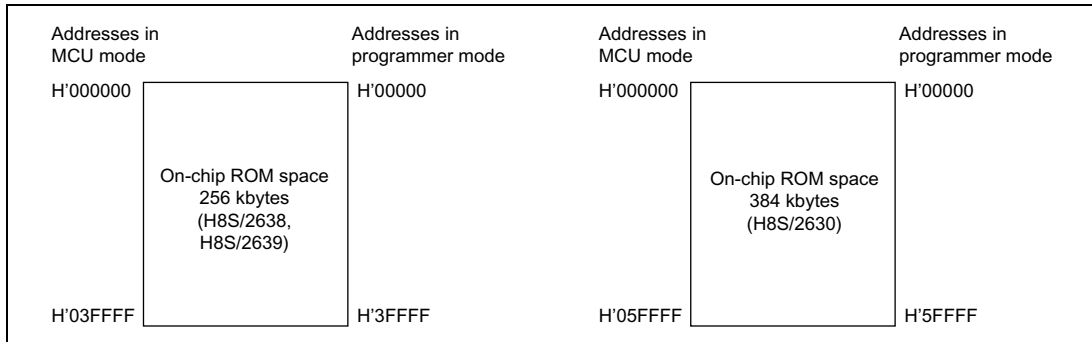 Addresses in
MCU mode
Addresses in
programmer mode
H'000000
H'00000
On-chip ROM space
256 kbytes
(H8S/2638,
H8S/2639)
H'03FFFF
H'3FFFF
Addresses in
MCU mode
Addresses in
programmer mode
H'000000
H'00000
On-chip ROM space
384 kbytes
(H8S/2630)
H'05FFFF
H'5FFFF